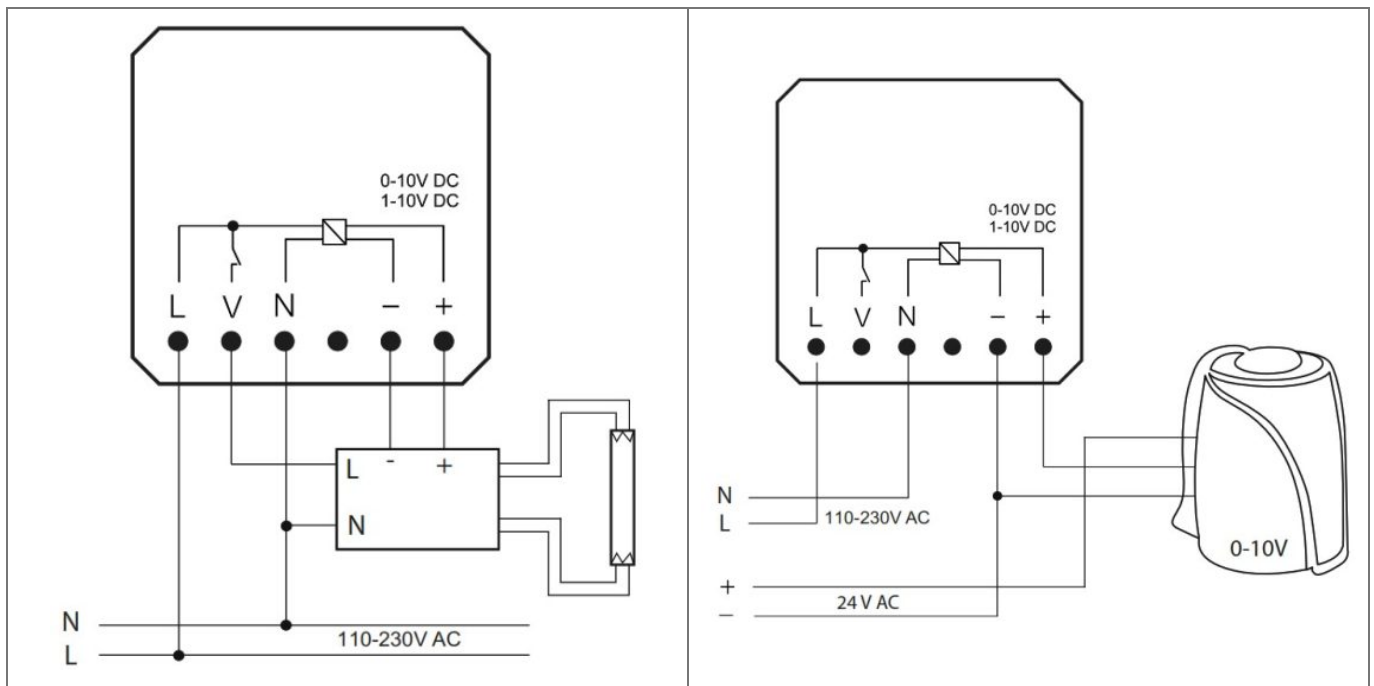 0-10V DC
1-10V DC
L V N – +
L - +
N
N
110-230V AC
L
0-10V DC
1-10V DC
L V N – +
N
110-230V AC
L
0-10V
+
24 V AC
–